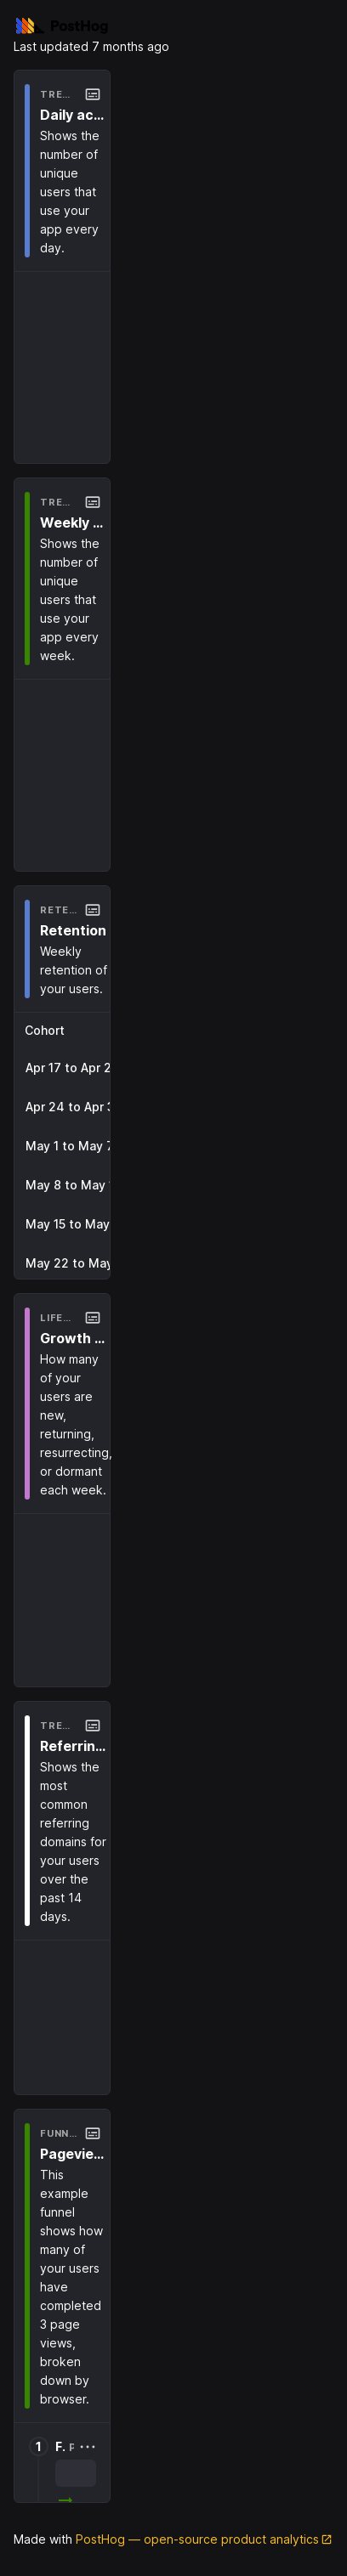 PostHog
Last updated 7 months ago
TRE...
Daily ac...
Shows the
number of
unique
users that
use your
app every
day.
TRE...
Weekly ...
Shows the
number of
unique
users that
use your
app every
week.
RETE...
Retention
Weekly
retention of
your users.
Cohort
Apr 17 to Apr 2
Apr 24 to Apr 3
May 1 to May 7
May 8 to May
May 15 to May
May 22 to May
LIFE...
Growth ...
How many
of your
users are
new,
returning,
resurrecting,
or dormant
each week.
TRE...
Referrin...
Shows the
most
common
referring
domains for
your users
over the
past 14
days.
FUNN...
Pagevie...
This
example
funnel
shows how
many of
your users
have
completed
3 page
views,
broken
down by
browser.
1 F.
Made with PostHog — open-source product analytics